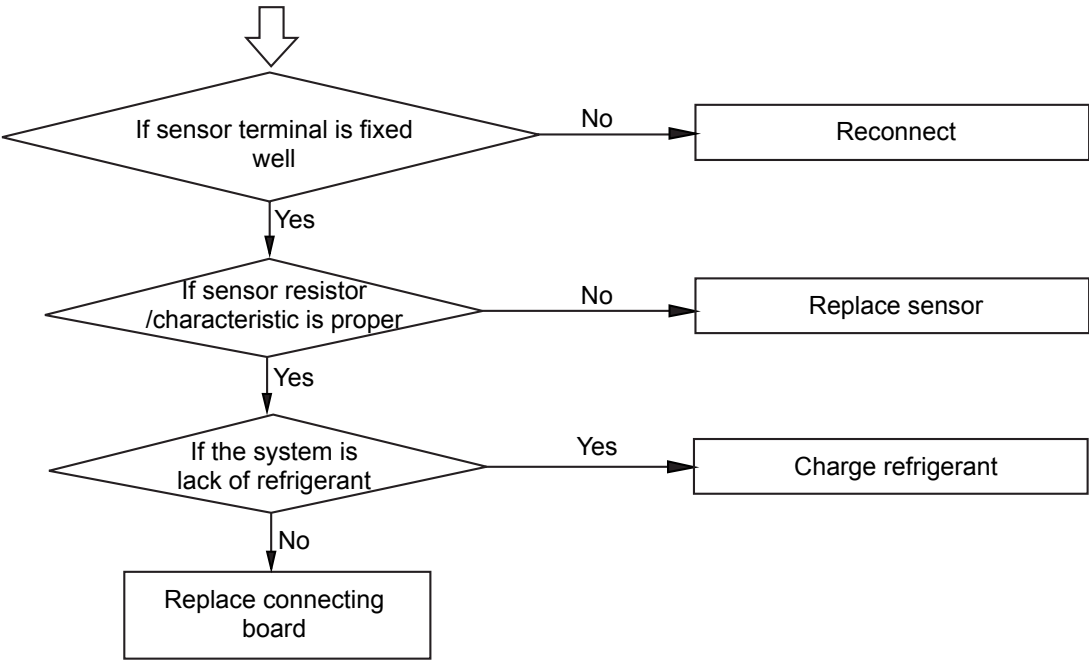 If sensor terminal is fixed
well
No
Reconnect
Yes
If sensor resistor
/characteristic is proper
No
Replace sensor
Yes
If the system is
lack of refrigerant
Yes
Charge refrigerant
No
Replace connecting
board